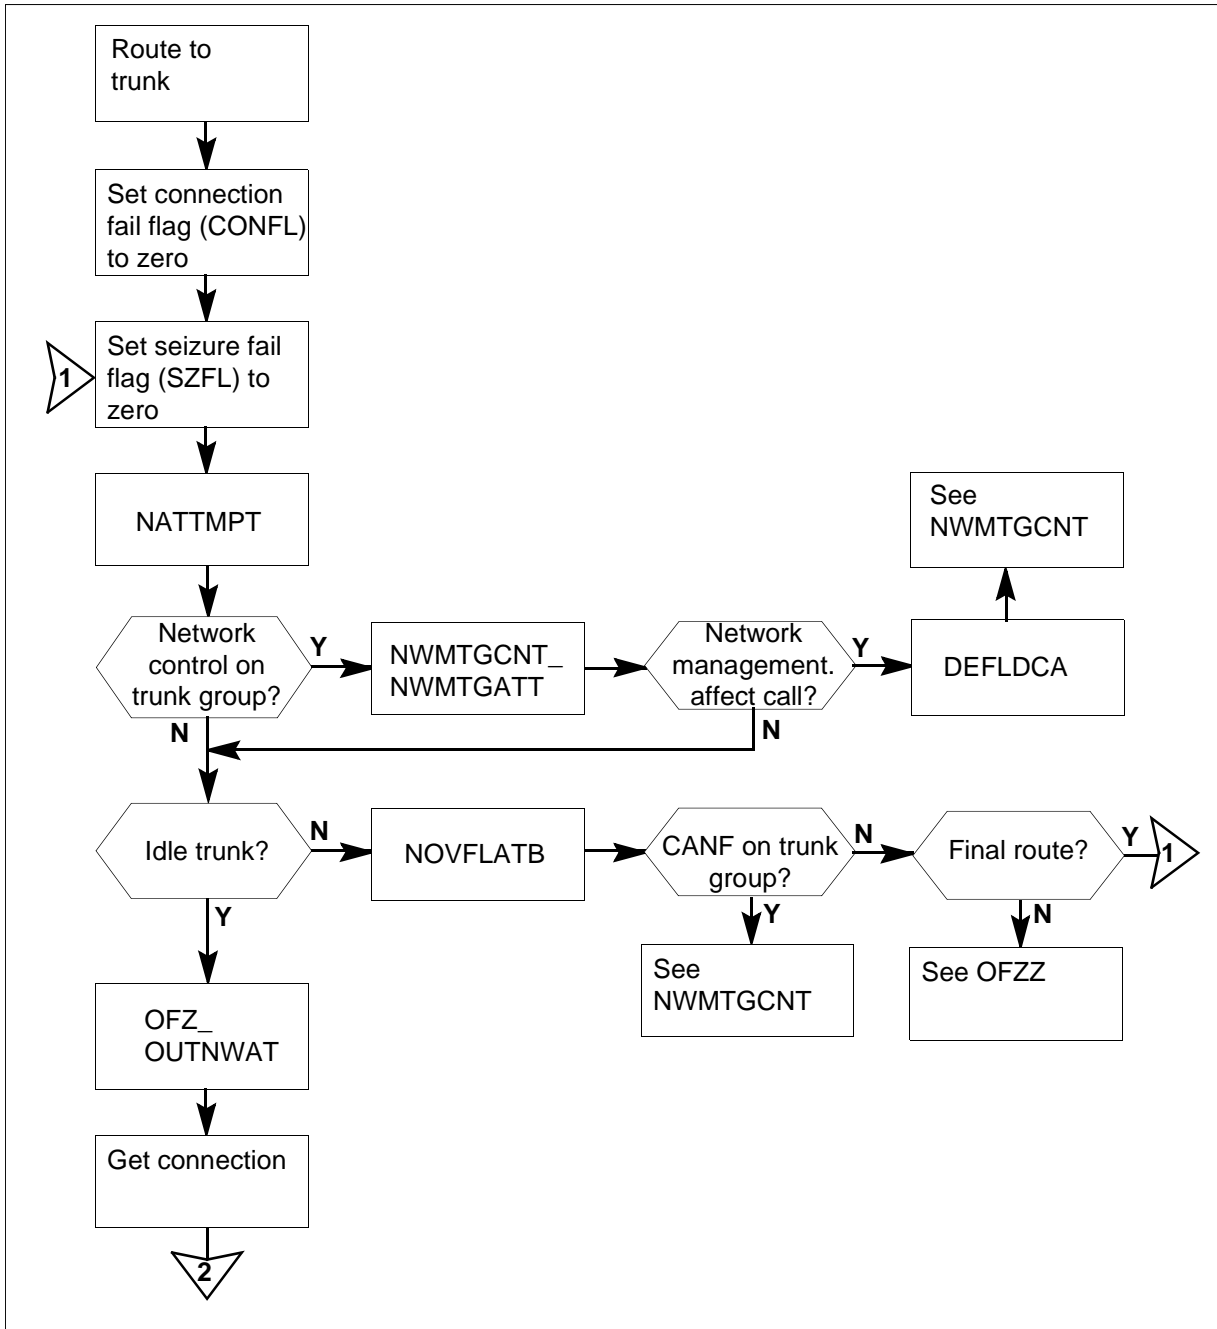 Route to
trunk
Set connection
fail flag (CONFL)
to zero
1
Set seizure fail
flag (SZFL) to
zero
NATTMPT
See
NWMTGCNT
Network
control on
trunk group?
Y
N
NWMTGCNT_
NWMTGATT
Network
management.
affect call?
Y
N
DEFLDCA
Idle trunk?
N
Y
NOVFLATB
CANF on trunk
group?
N
Y
Final route?
Y
1
N
See
NWMTGCNT
See OFZZ
OFZ_
OUTNWAT
Get connection
2